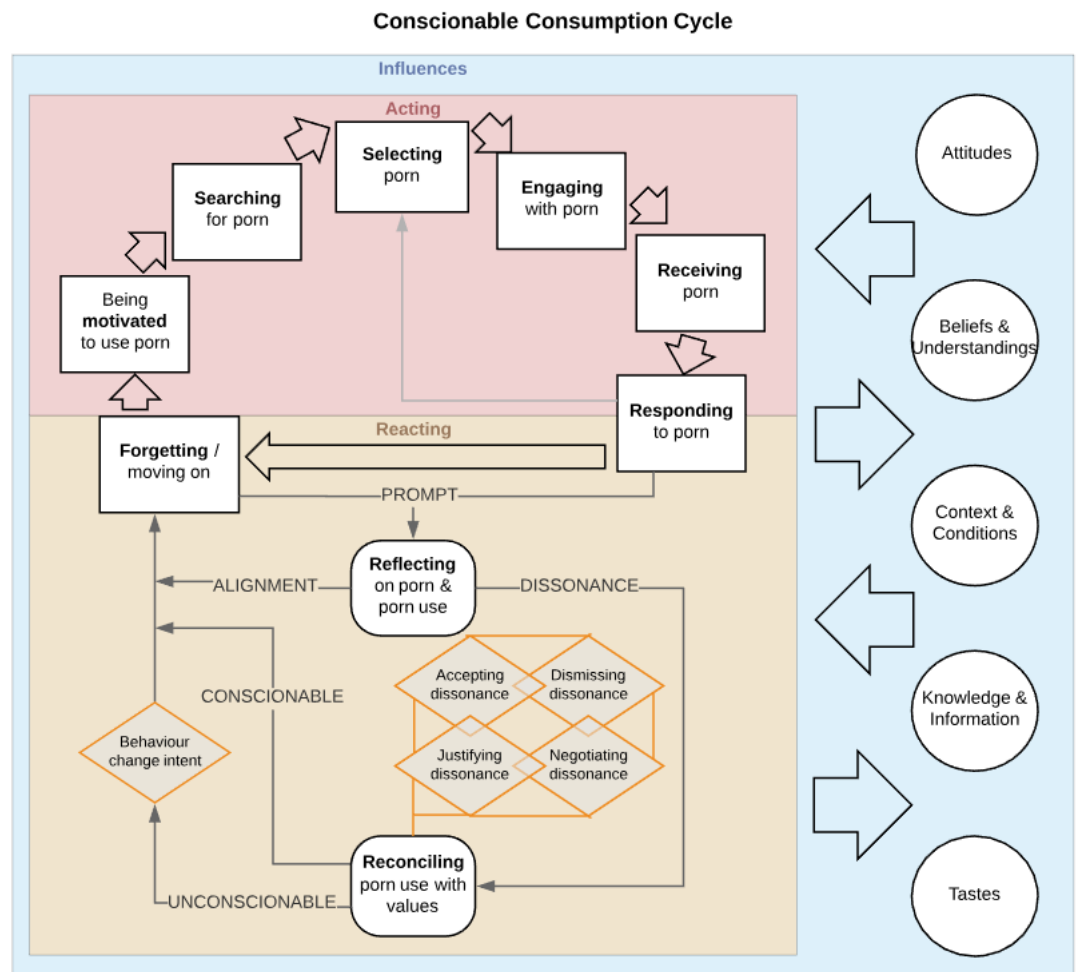 Conscionable Consumption Cycle
Influences
Acting
Selecting
porn
Searching
for porn
Engaging
with porn
Being
motivated
to use porn
Receiving
porn
Responding
to porn
Reacting
Forgetting /
moving on
PROMPT
Reflecting
on porn &
porn use
ALIGNMENT
DISSONANCE
Accepting
dissonance
Dismissing
dissonance
CONSCIONABLE
Justifying
dissonance
Negotiating
dissonance
Behaviour
change intent
Reconciling
porn use with
values
UNCONSCIONABLE
Attitudes
Beliefs &
Understandings
Context &
Conditions
Knowledge &
Information
Tastes